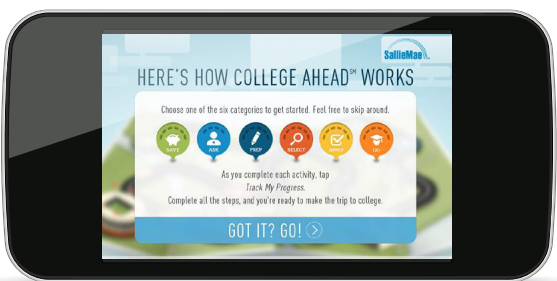 SallieMae
HERE'S HOW COLLEGE AHEAD℠ WORKS
Choose one of the six categories to get started. Feel free to skip around.
SAVE ASK PREP SELECT APPLY GO
As you complete each activity, tap
Track My Progress.
Complete all the steps, and you're ready to make the trip to college.
GOT IT? GO!